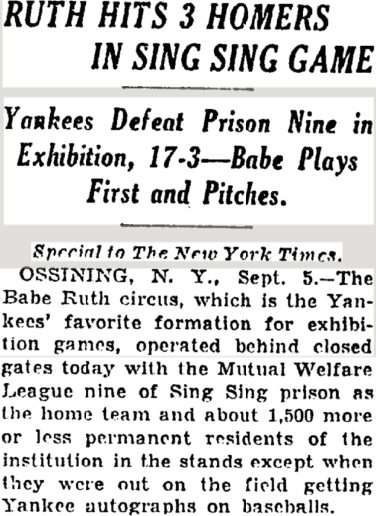 RUTH HITS 3 HOMERS
IN SING SING GAME
Yankees Defeat Prison Nine in
Exhibition, 17-3—Babe Plays
First and Pitches.
Special to The New York Times.
OSSINING, N. Y., Sept. 5.—The
Babe Ruth circus, which is the Yan-
kees' favorite formation for exhibi-
tion games, operated behind closed
gates today with the Mutual Welfare
League nine of Sing Sing prison as
the home team and about 1,500 more
or less permanent residents of the
institution in the stands except when
they were out on the field getting
Yankee autographs on baseballs.